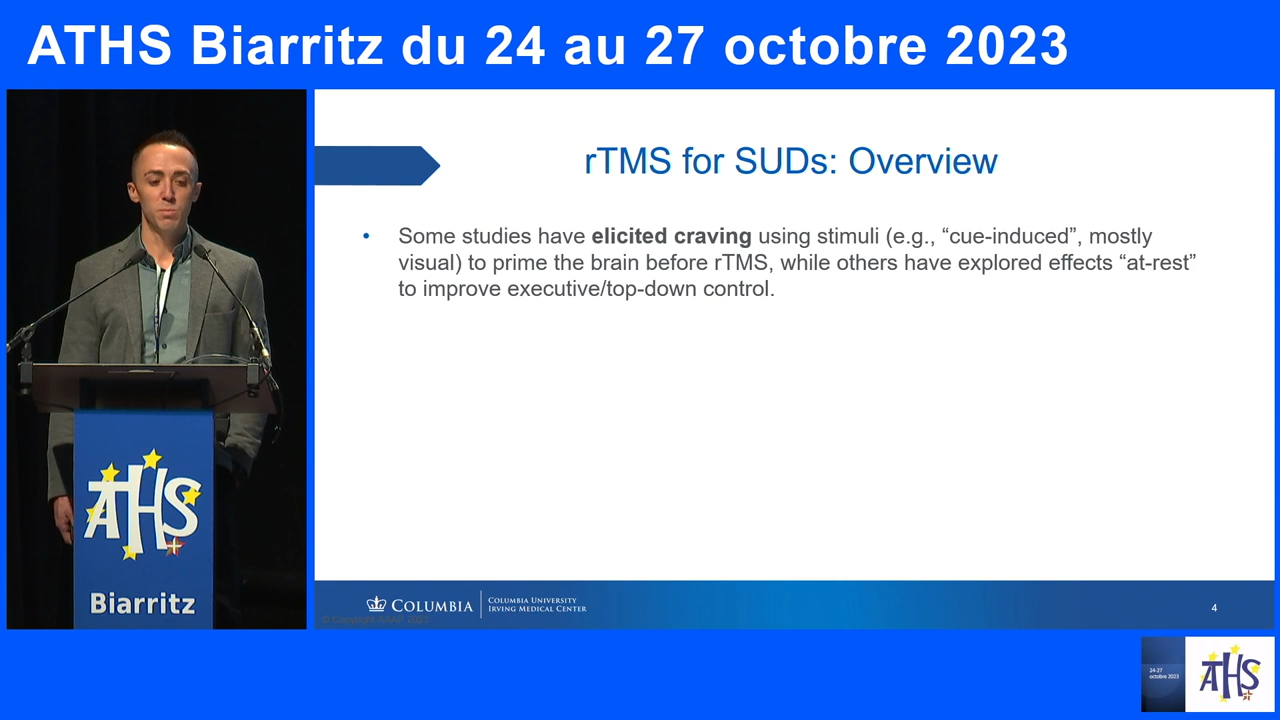 ATHS Biarritz du 24 au 27 octobre 2023
ATHS
Biarritz
rTMS for SUDs: Overview
• Some studies have elicited craving using stimuli (e.g., “cue-induced”, mostly
visual) to prime the brain before rTMS, while others have explored effects “at-rest”
to improve executive/top-down control.
COLUMBIA
COLUMBIA UNIVERSITY
IRVING MEDICAL CENTER
4
© Copyright AAAP 2023
24-27
octobre 2023
ATHS